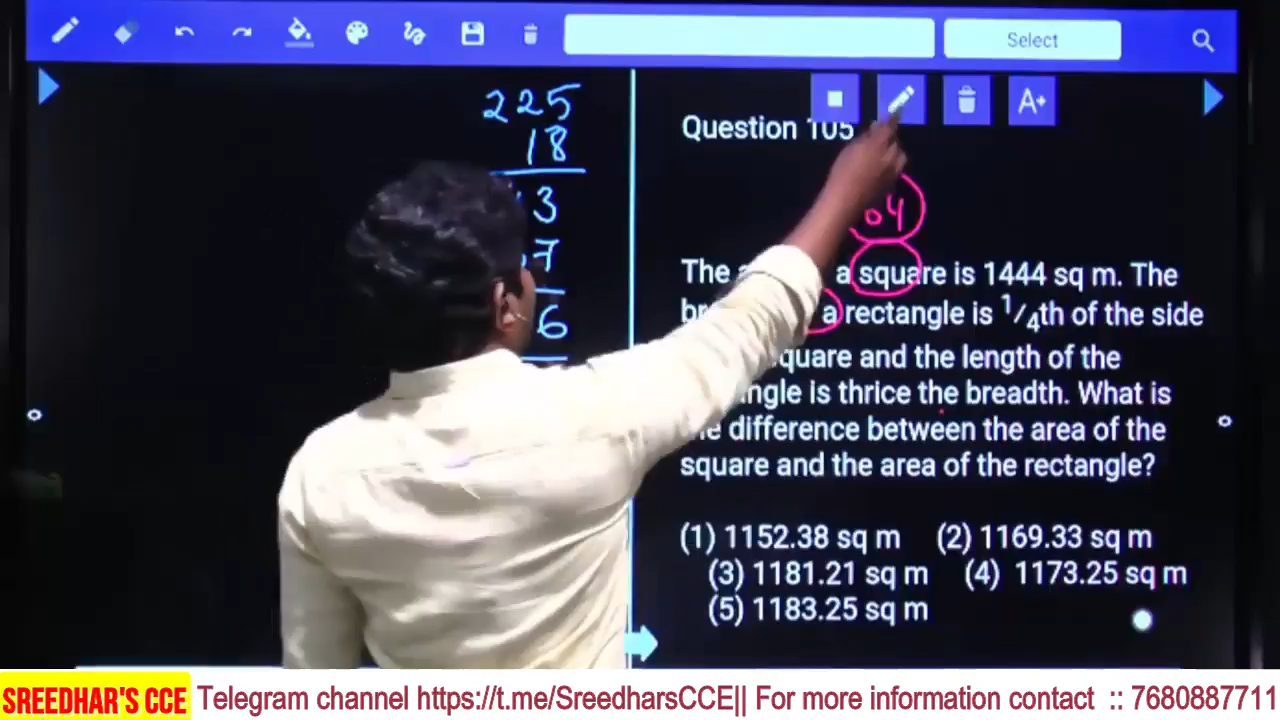 Select
225
18
Question 105
3
04
7
The a square is 1444 sq m. The
a rectangle is 1/4th of the side
6
quare and the length of the
ngle is thrice the breadth. What is
e difference between the area of the
square and the area of the rectangle?
(1) 1152.38 sq m (2) 1169.33 sq m
(3) 1181.21 sq m (4) 1173.25 sq m
(5) 1183.25 sq m
SREEDHAR'S CCE Telegram channel https://t.me/SreedharsCCE|| For more information contact :: 7680887711